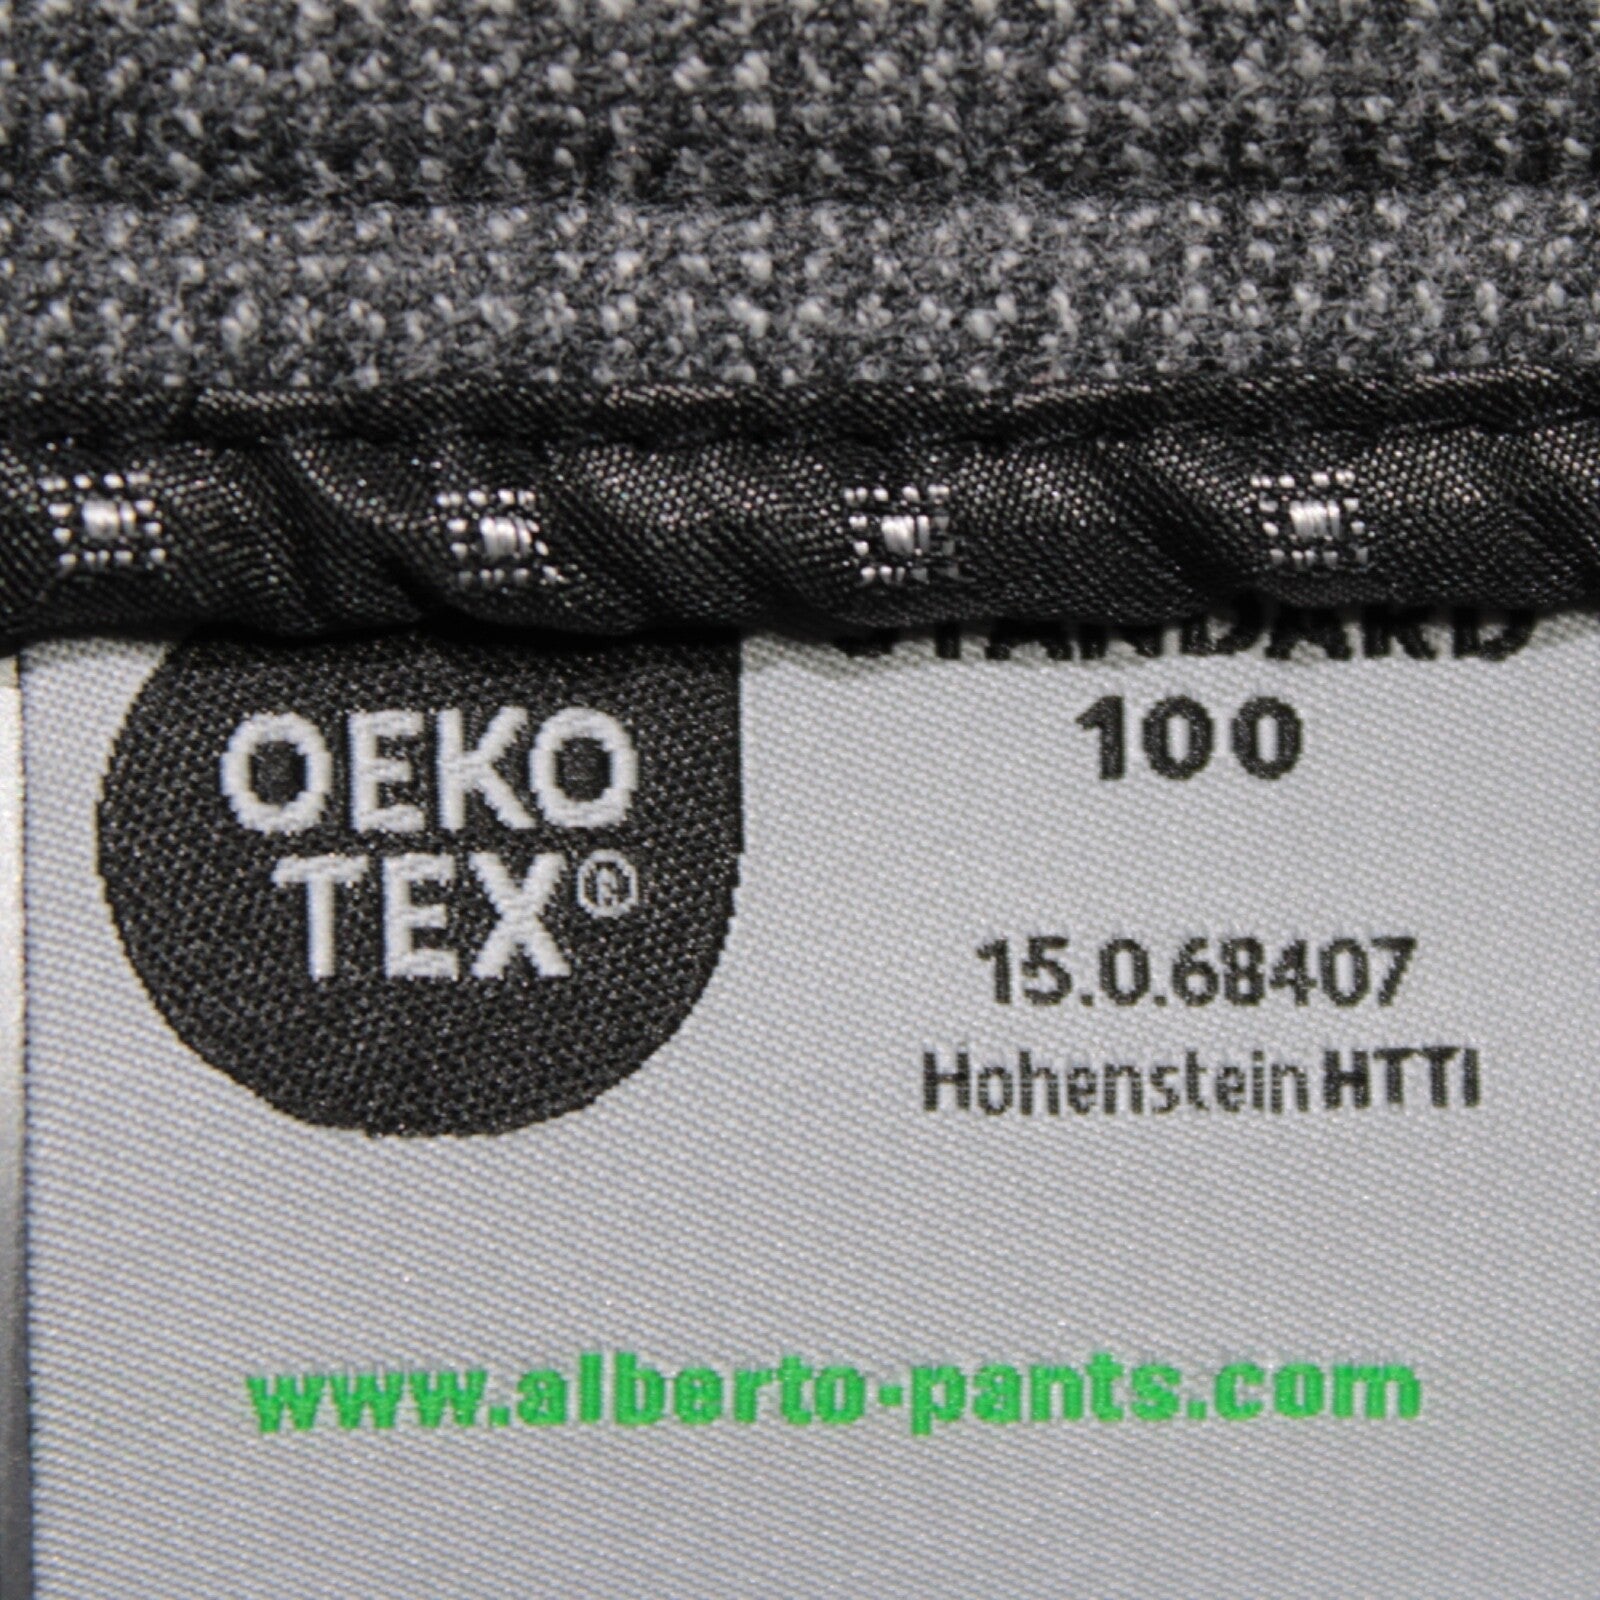 OEKO
TEX®
STANDARD
100
15.0.68407
Hohenstein HTTI
www.alberto-pants.com